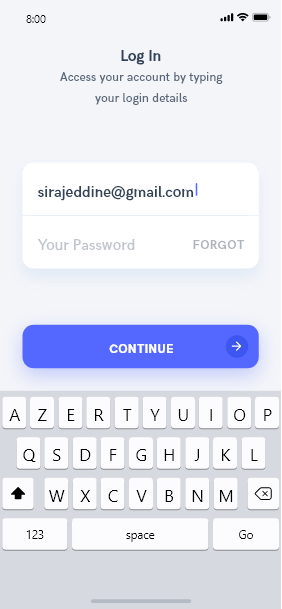 8:00
Log In
Access your account by typing
your login details
sirajeddine@gmail.com
Your Password FORGOT
CONTINUE
A Z E R T Y U I O P
Q S D F G H J K L
W X C V B N M
123 space Go